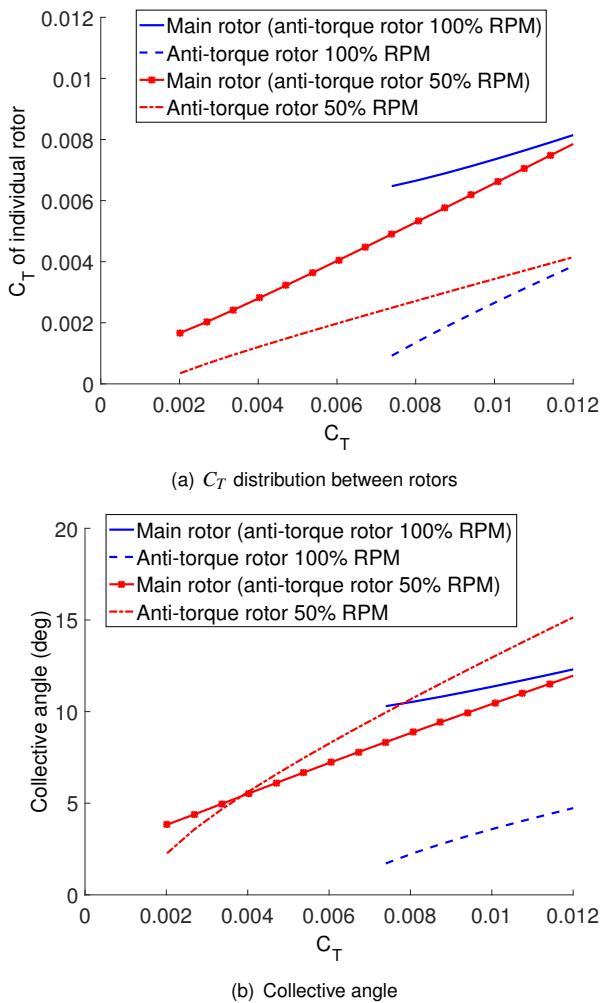 0.012
0.01
0.008
0.006
0.004
0.002
0
C_T of individual rotor
Main rotor (anti-torque rotor 100% RPM)
Anti-torque rotor 100% RPM
Main rotor (anti-torque rotor 50% RPM)
Anti-torque rotor 50% RPM
0 0.002 0.004 0.006 0.008 0.01 0.012
C_T
(a) C_T distribution between rotors
20
15
10
5
0
Collective angle (deg)
Main rotor (anti-torque rotor 100% RPM)
Anti-torque rotor 100% RPM
Main rotor (anti-torque rotor 50% RPM)
Anti-torque rotor 50% RPM
0 0.002 0.004 0.006 0.008 0.01 0.012
C_T
(b) Collective angle